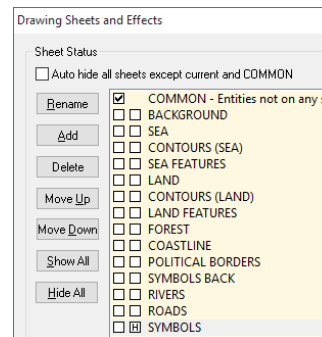 Drawing Sheets and Effects
Sheet Status
Auto hide all sheets except current and COMMON
Rename
Add
Delete
Move Up
Move Down
Show All
Hide All
COMMON - Entities not on any
BACKGROUND
SEA
CONTOURS (SEA)
SEA FEATURES
LAND
CONTOURS (LAND)
LAND FEATURES
FOREST
COASTLINE
POLITICAL BORDERS
SYMBOLS BACK
RIVERS
ROADS
H SYMBOLS